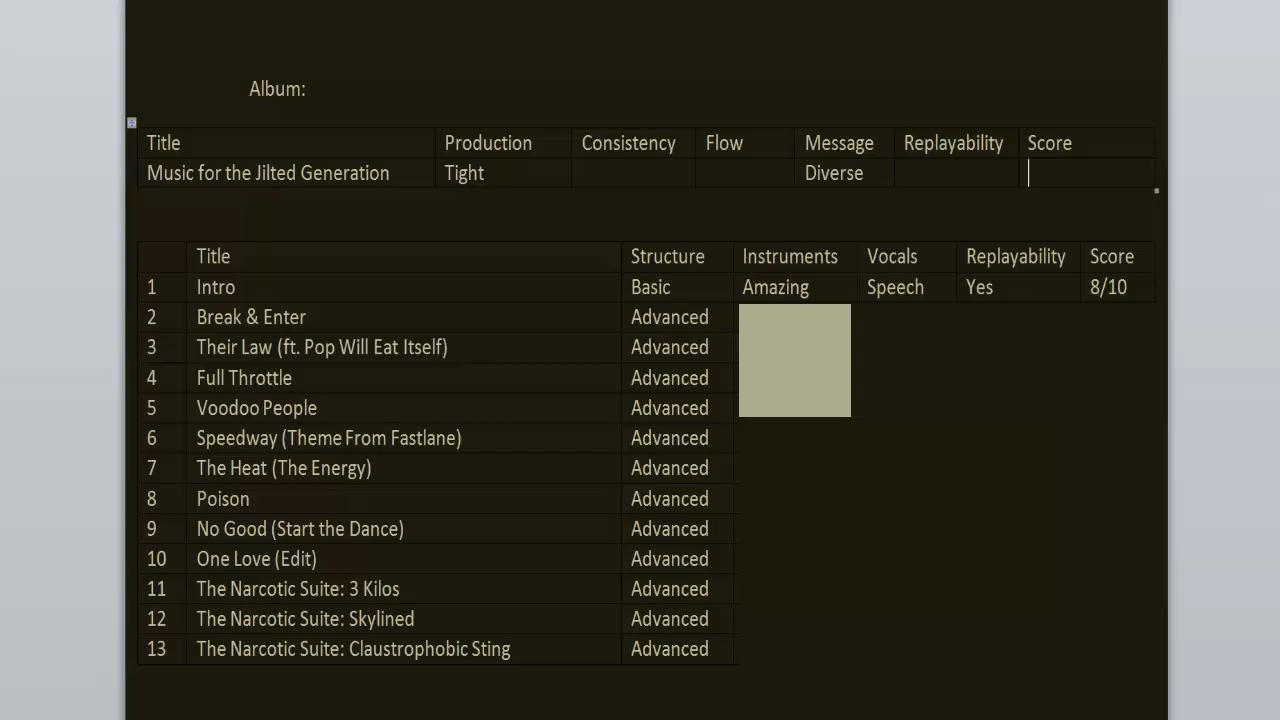 Album:
Title Production Consistency Flow Message Replayability Score
Music for the Jilted Generation Tight Diverse
Title Structure Instruments Vocals Replayability Score
1 Intro Basic Amazing Speech Yes 8/10
2 Break & Enter Advanced
3 Their Law (ft. Pop Will Eat Itself) Advanced
4 Full Throttle Advanced
5 Voodoo People Advanced
6 Speedway (Theme From Fastlane) Advanced
7 The Heat (The Energy) Advanced
8 Poison Advanced
9 No Good (Start the Dance) Advanced
10 One Love (Edit) Advanced
11 The Narcotic Suite: 3 Kilos Advanced
12 The Narcotic Suite: Skylined Advanced
13 The Narcotic Suite: Claustrophobic Sting Advanced